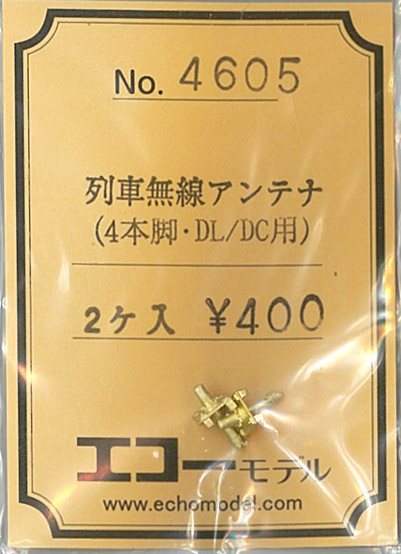 No. 4605
列車無線アンテナ
(4本脚・DL/DC用)
2ケ入 ¥400
エコーモデル
www.echomodel.com